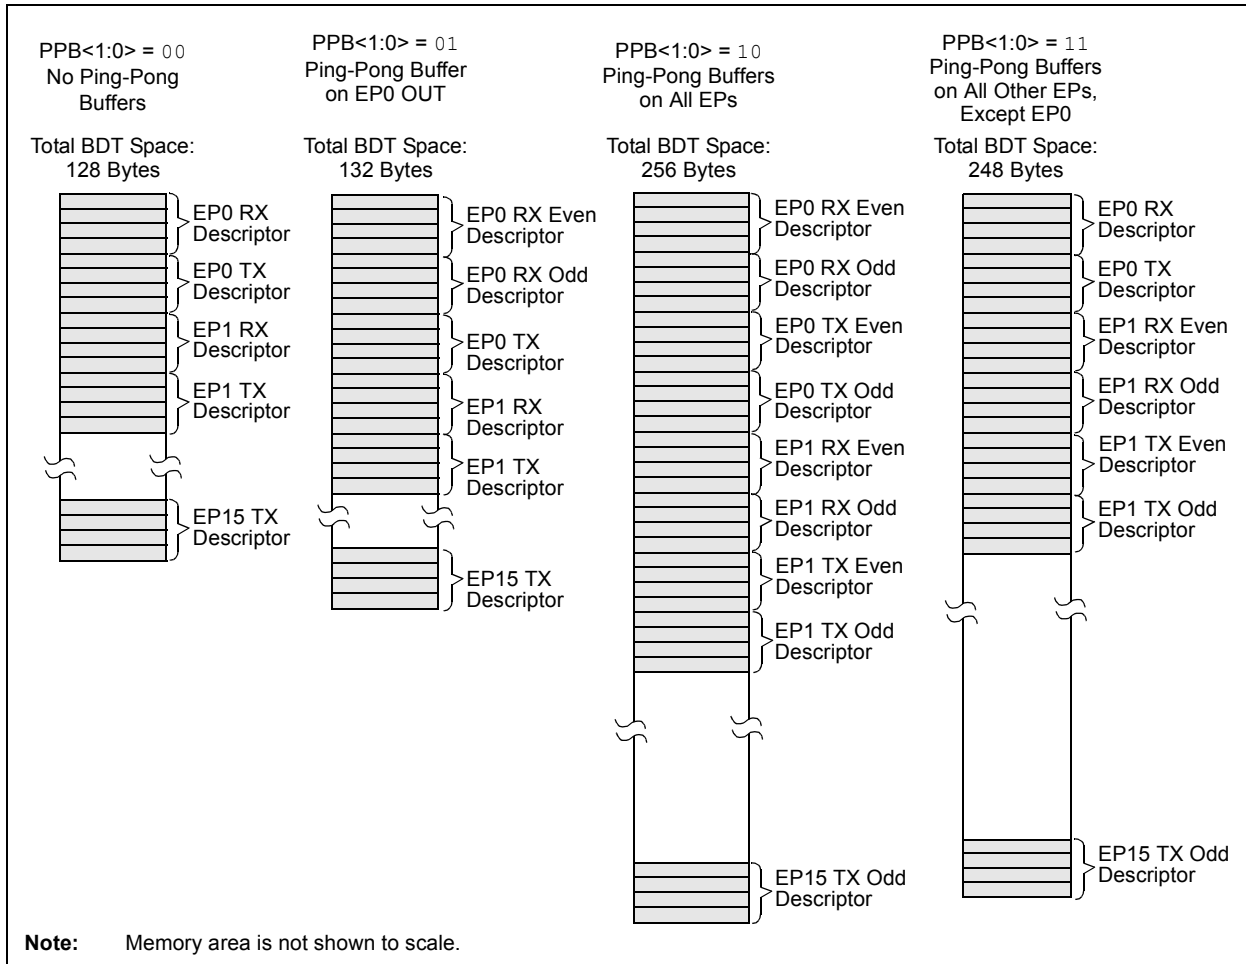 PPB<1:0> = 00
No Ping-Pong
Buffers
Total BDT Space:
128 Bytes
EP0 RX
Descriptor
EP0 TX
Descriptor
EP1 RX
Descriptor
EP1 TX
Descriptor
EP15 TX
Descriptor
PPB<1:0> = 01
Ping-Pong Buffer
on EP0 OUT
Total BDT Space:
132 Bytes
EP0 RX Even
Descriptor
EP0 RX Odd
Descriptor
EP0 TX
Descriptor
EP1 RX
Descriptor
EP1 TX
Descriptor
EP15 TX
Descriptor
PPB<1:0> = 10
Ping-Pong Buffers
on All EPs
Total BDT Space:
256 Bytes
EP0 RX Even
Descriptor
EP0 RX Odd
Descriptor
EP0 TX Even
Descriptor
EP0 TX Odd
Descriptor
EP1 RX Even
Descriptor
EP1 RX Odd
Descriptor
EP1 TX Even
Descriptor
EP1 TX Odd
Descriptor
EP15 TX Odd
Descriptor
PPB<1:0> = 11
Ping-Pong Buffers
on All Other EPs,
Except EP0
Total BDT Space:
248 Bytes
EP0 RX
Descriptor
EP0 TX
Descriptor
EP1 RX Even
Descriptor
EP1 RX Odd
Descriptor
EP1 TX Even
Descriptor
EP1 TX Odd
Descriptor
EP15 TX Odd
Descriptor
Note: Memory area is not shown to scale.